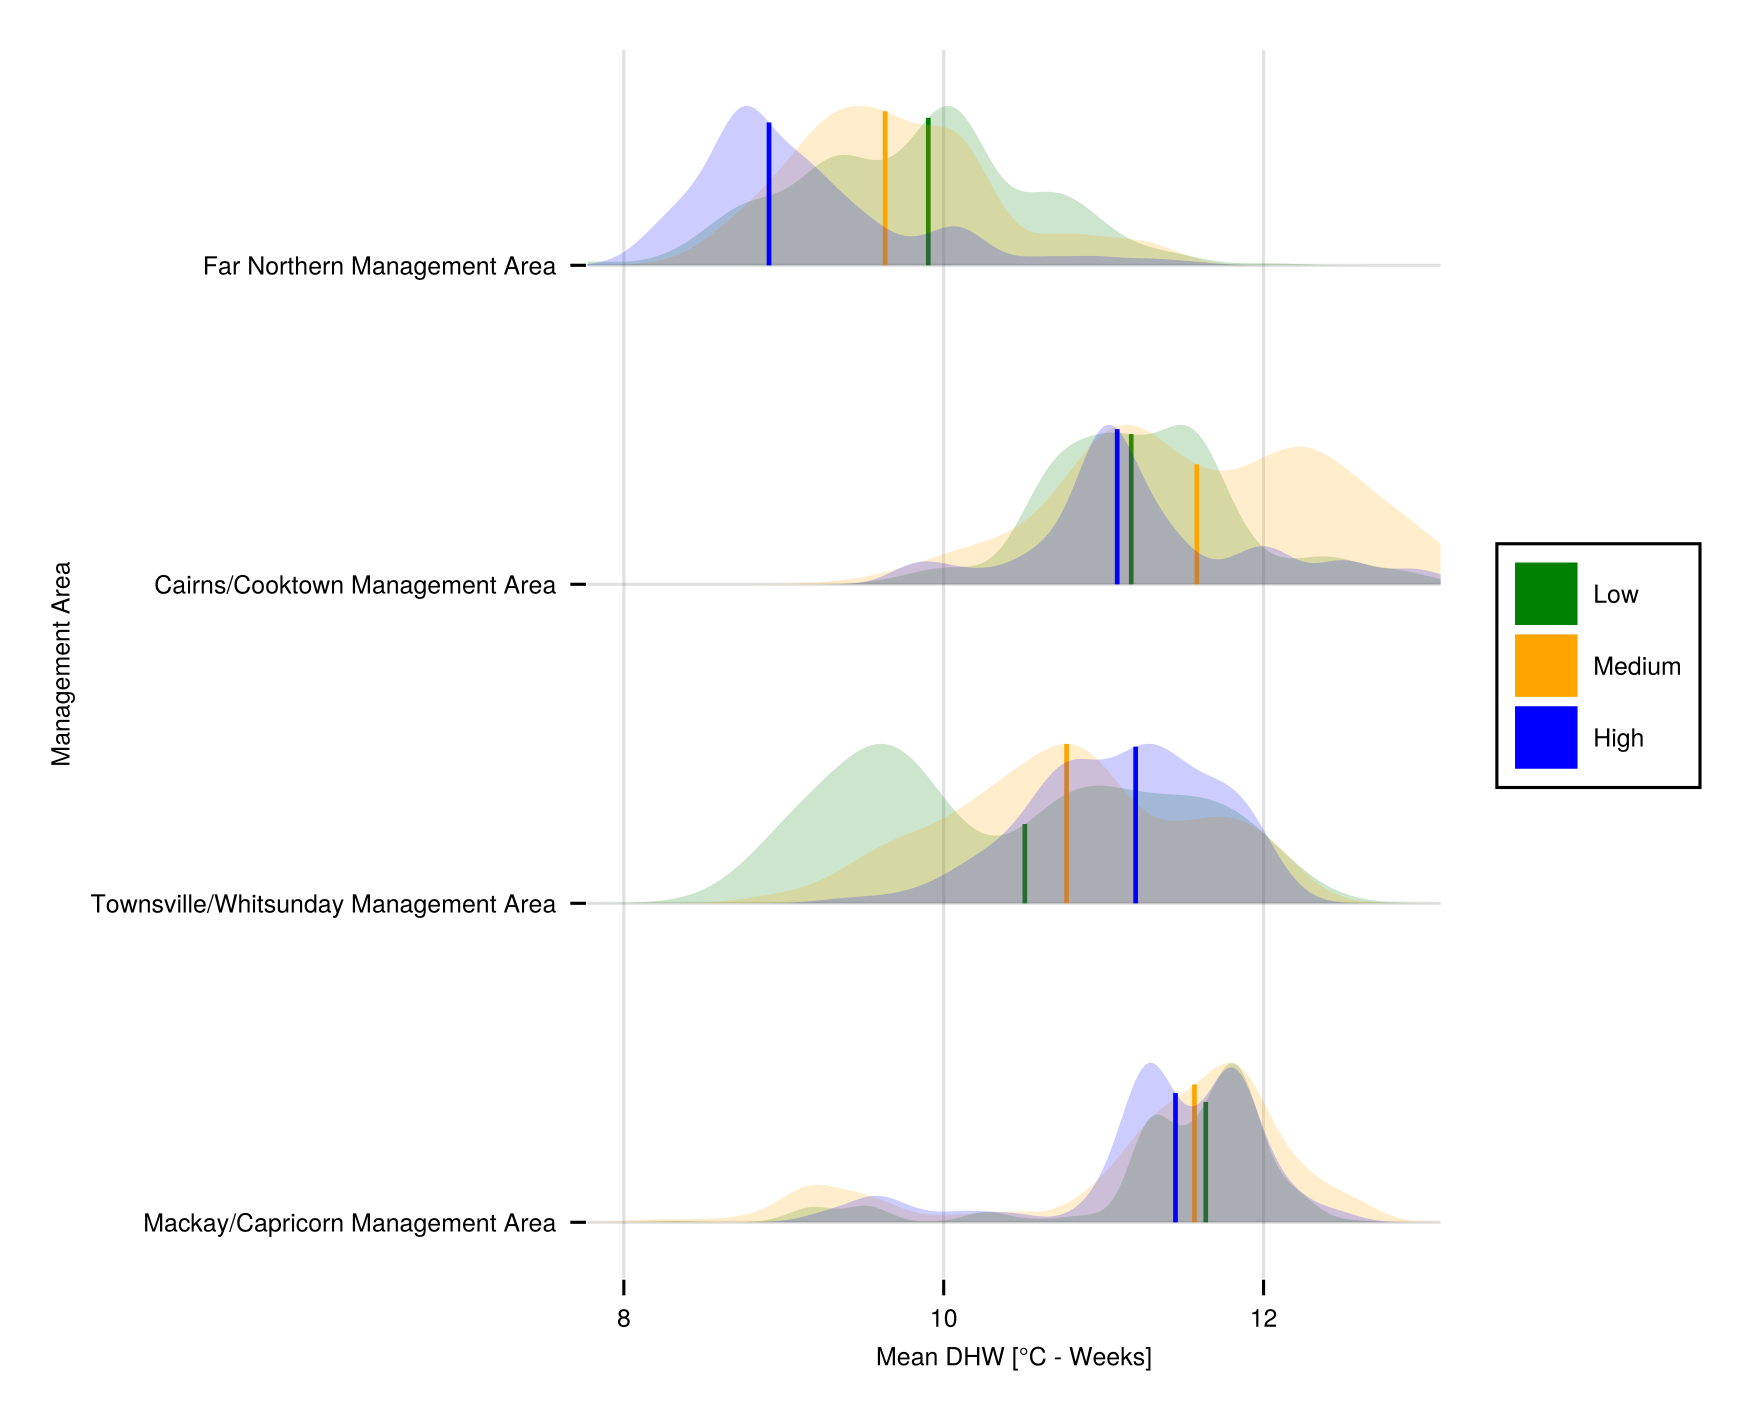 Management Area
Far Northern Management Area
Cairns/Cooktown Management Area
Townsville/Whitsunday Management Area
Mackay/Capricorn Management Area
8 10 12
Mean DHW [°C - Weeks]
Low
Medium
High